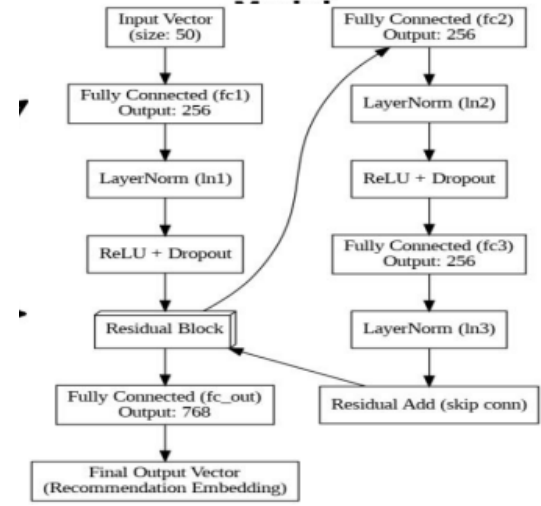 Input Vector
(size: 50)
Fully Connected (fc1)
Output: 256
LayerNorm (ln1)
ReLU + Dropout
Residual Block
Fully Connected (fc_out)
Output: 768
Final Output Vector
(Recommendation Embedding)
Fully Connected (fc2)
Output: 256
LayerNorm (ln2)
ReLU + Dropout
Fully Connected (fc3)
Output: 256
LayerNorm (ln3)
Residual Add (skip conn)